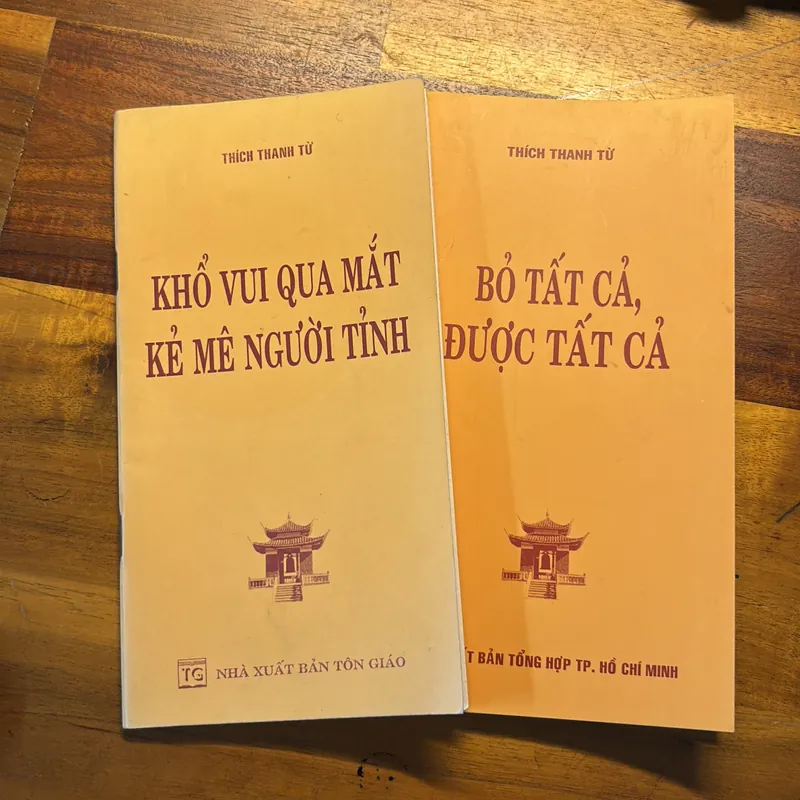 THÍCH THANH TỪ
KHỔ VUI QUA MẮT
KẺ MÊ NGƯỜI TỈNH
TG
NHÀ XUẤT BẢN TÔN GIÁO
THÍCH THANH TỪ
BỎ TẤT CẢ,
ĐƯỢC TẤT CẢ
BẢN TỔNG HỢP TP. HỒ CHÍ MINH